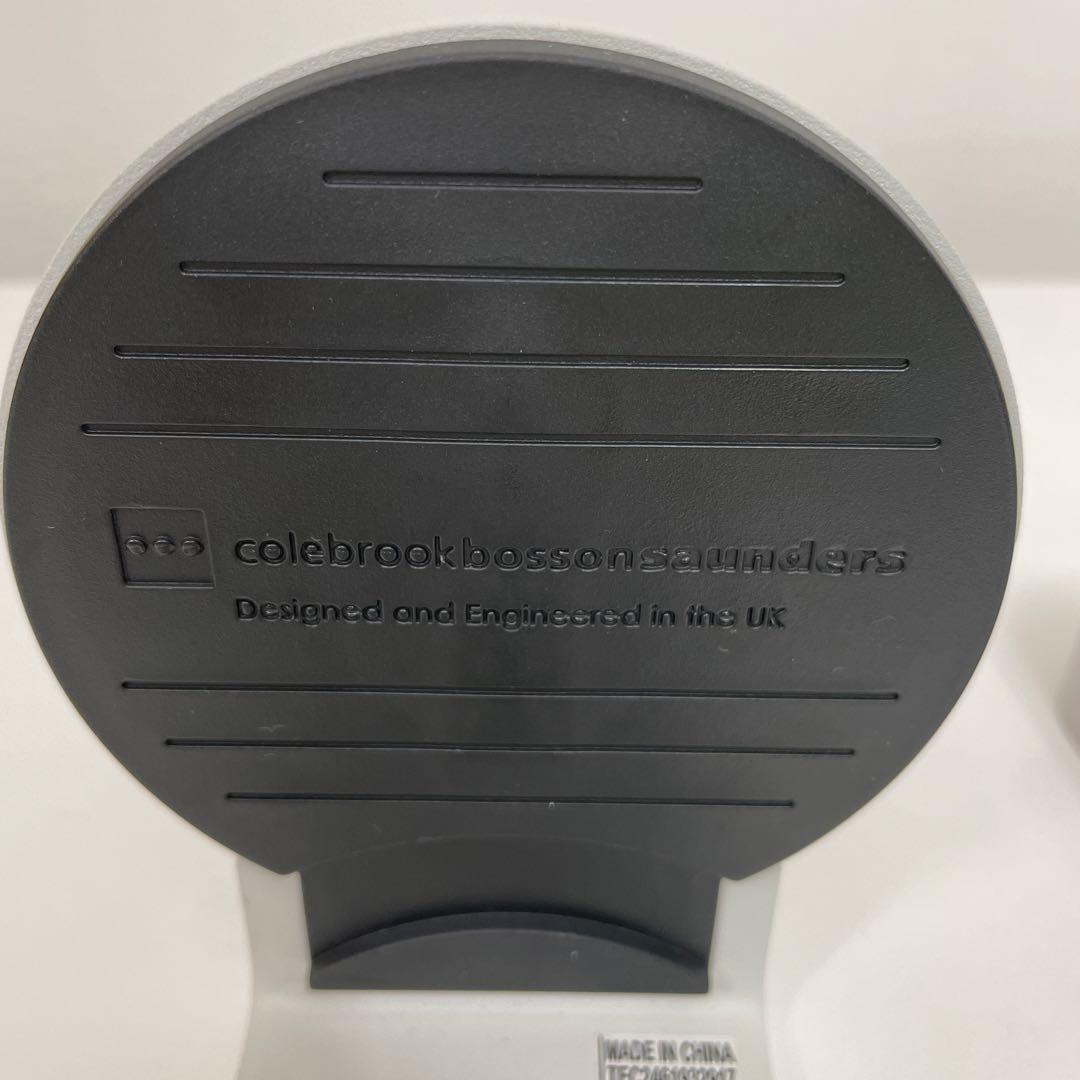 colebrookbossonsaunders
Designed and Engineered in the UK
MADE IN CHINA